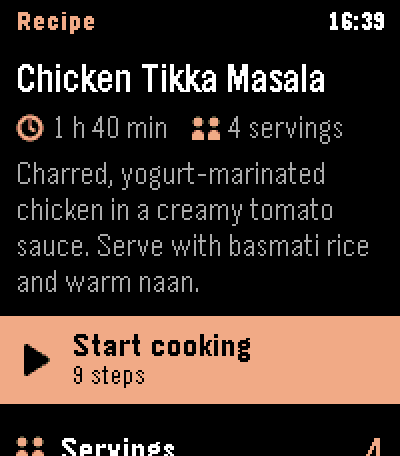 Recipe 16:39
Chicken Tikka Masala
1 h 40 min 4 servings
Charred, yogurt-marinated
chicken in a creamy tomato
sauce. Serve with basmati rice
and warm naan.
Start cooking
9 steps
Servings 4